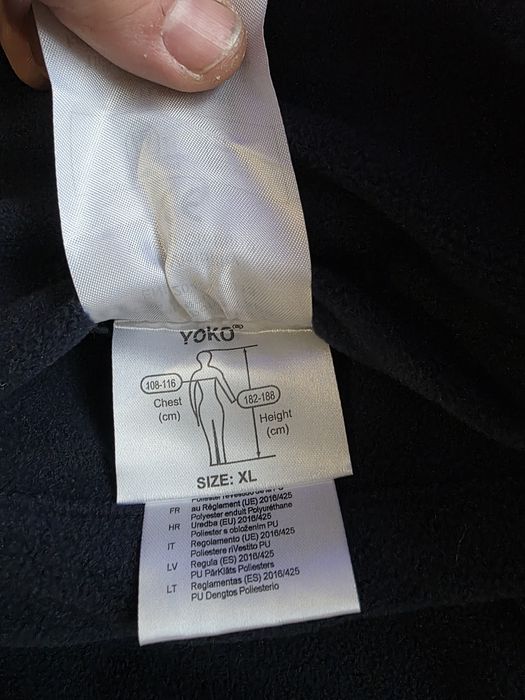 YOKO
108-116
Chest
(cm)
182-188
Height
(cm)
SIZE: XL
FR au Règlament (UE) 2016/425
Polyester enduit Polyuréthane
HR Uredba (EU) 2016/425
Poliester s obloženim PU
IT Regolamento (UE) 2016/425
Poliestere riVestito PU
LV Regula (ES) 2016/425
PU PārKlāts Poliesters
LT Reglamentas (ES) 2016/425
PU Dengtos Poliesterio